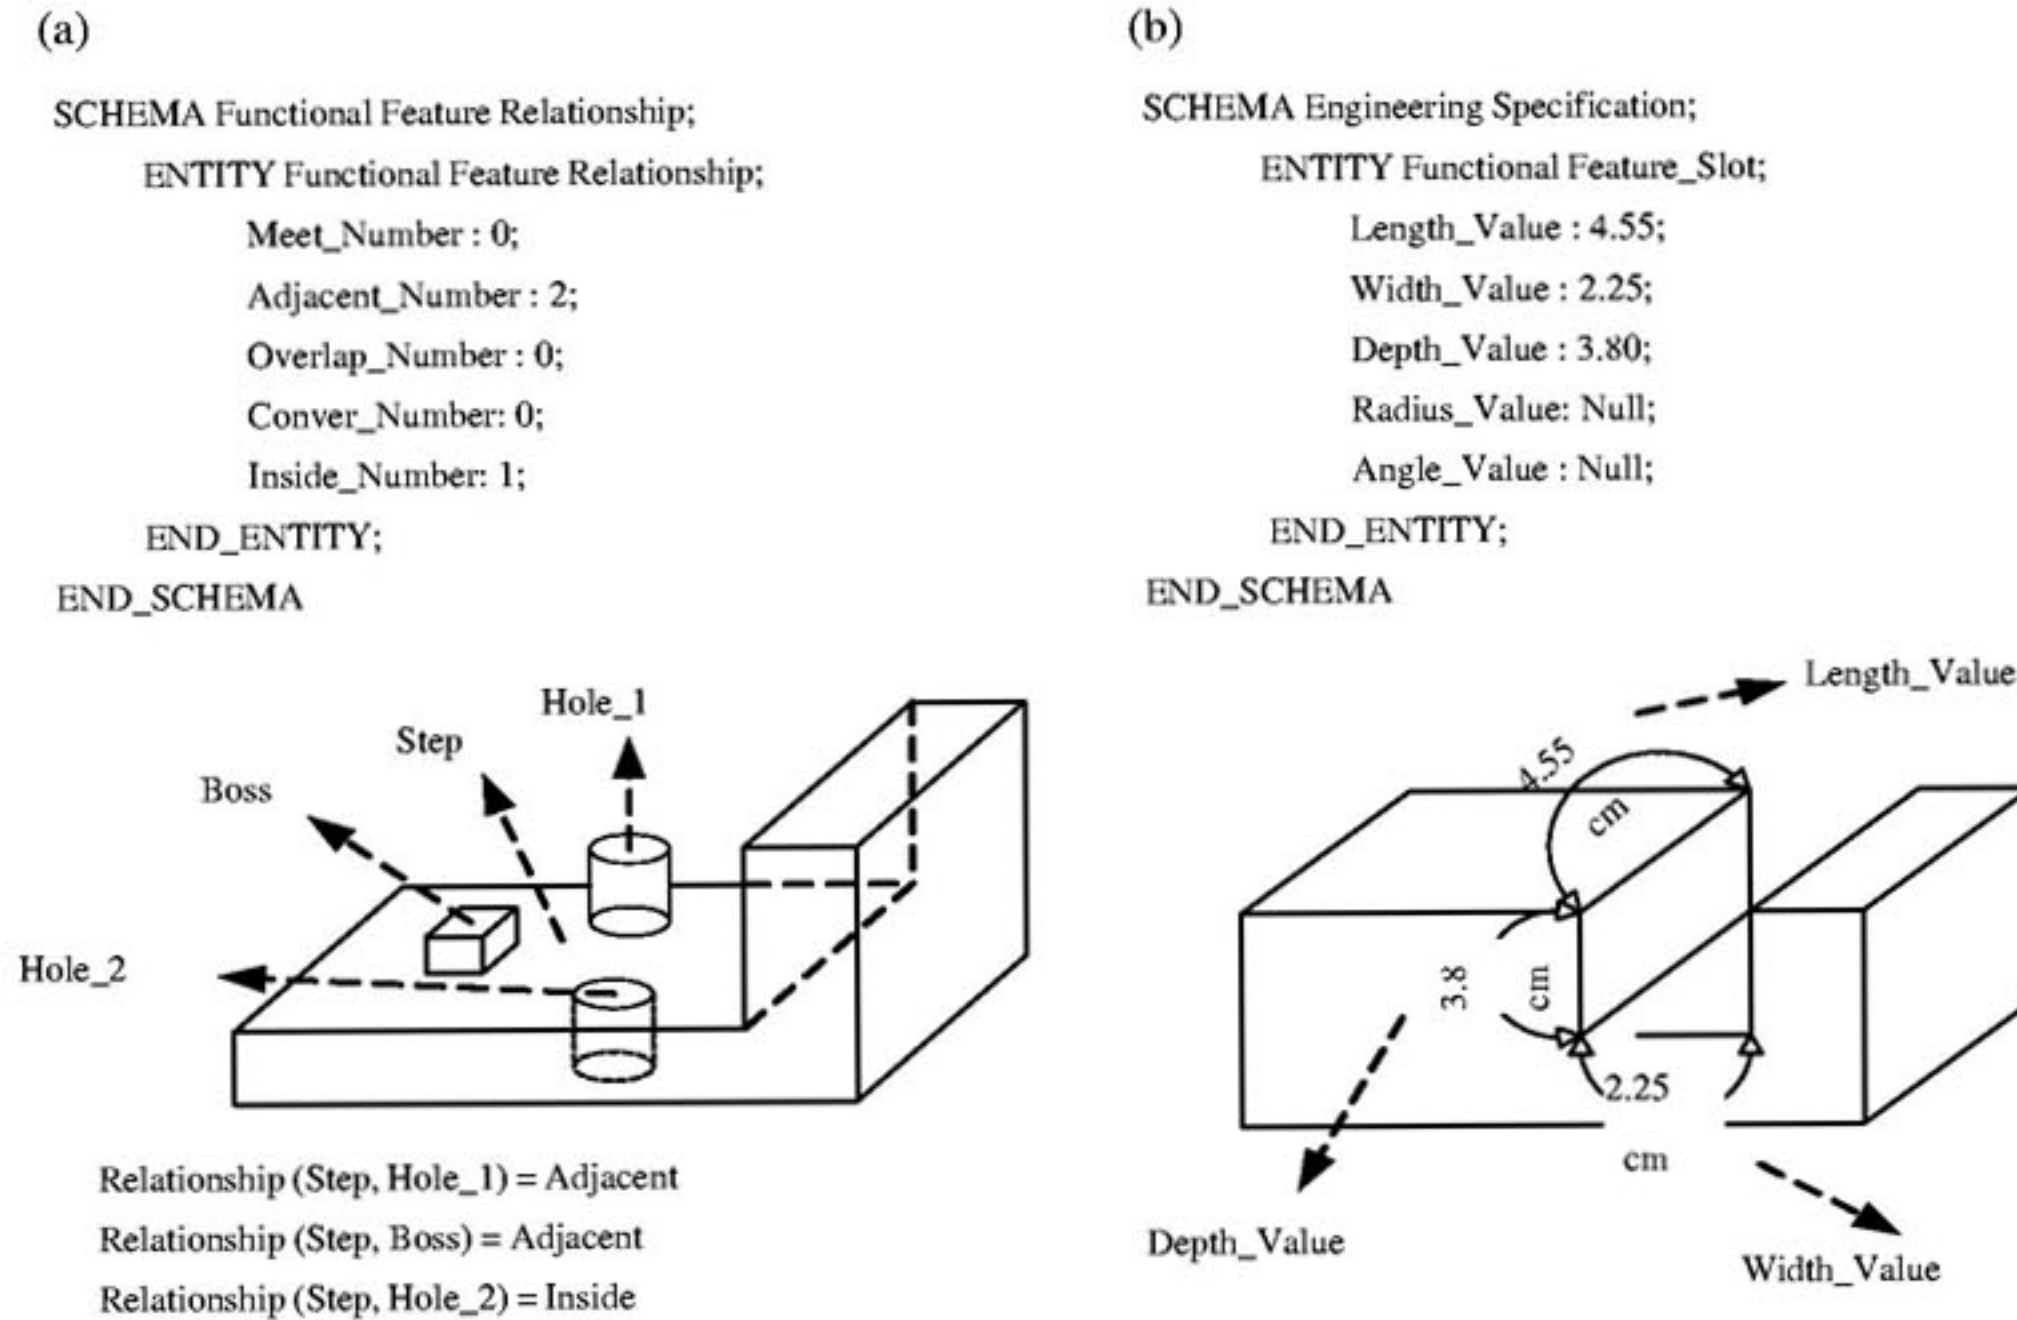 (a)
SCHEMA Functional Feature Relationship;
ENTITY Functional Feature Relationship;
Meet_Number : 0;
Adjacent_Number : 2;
Overlap_Number : 0;
Conver_Number: 0;
Inside_Number: 1;
END_ENTITY;
END_SCHEMA
Hole_1
Step
Boss
Hole_2
Relationship (Step, Hole_1) = Adjacent
Relationship (Step, Boss) = Adjacent
Relationship (Step, Hole_2) = Inside
(b)
SCHEMA Engineering Specification;
ENTITY Functional Feature_Slot;
Length_Value : 4.55;
Width_Value : 2.25;
Depth_Value : 3.80;
Radius_Value: Null;
Angle_Value : Null;
END_ENTITY;
END_SCHEMA
Length_Value
4.55
cm
3.8
cm
2.25
cm
Depth_Value
Width_Value